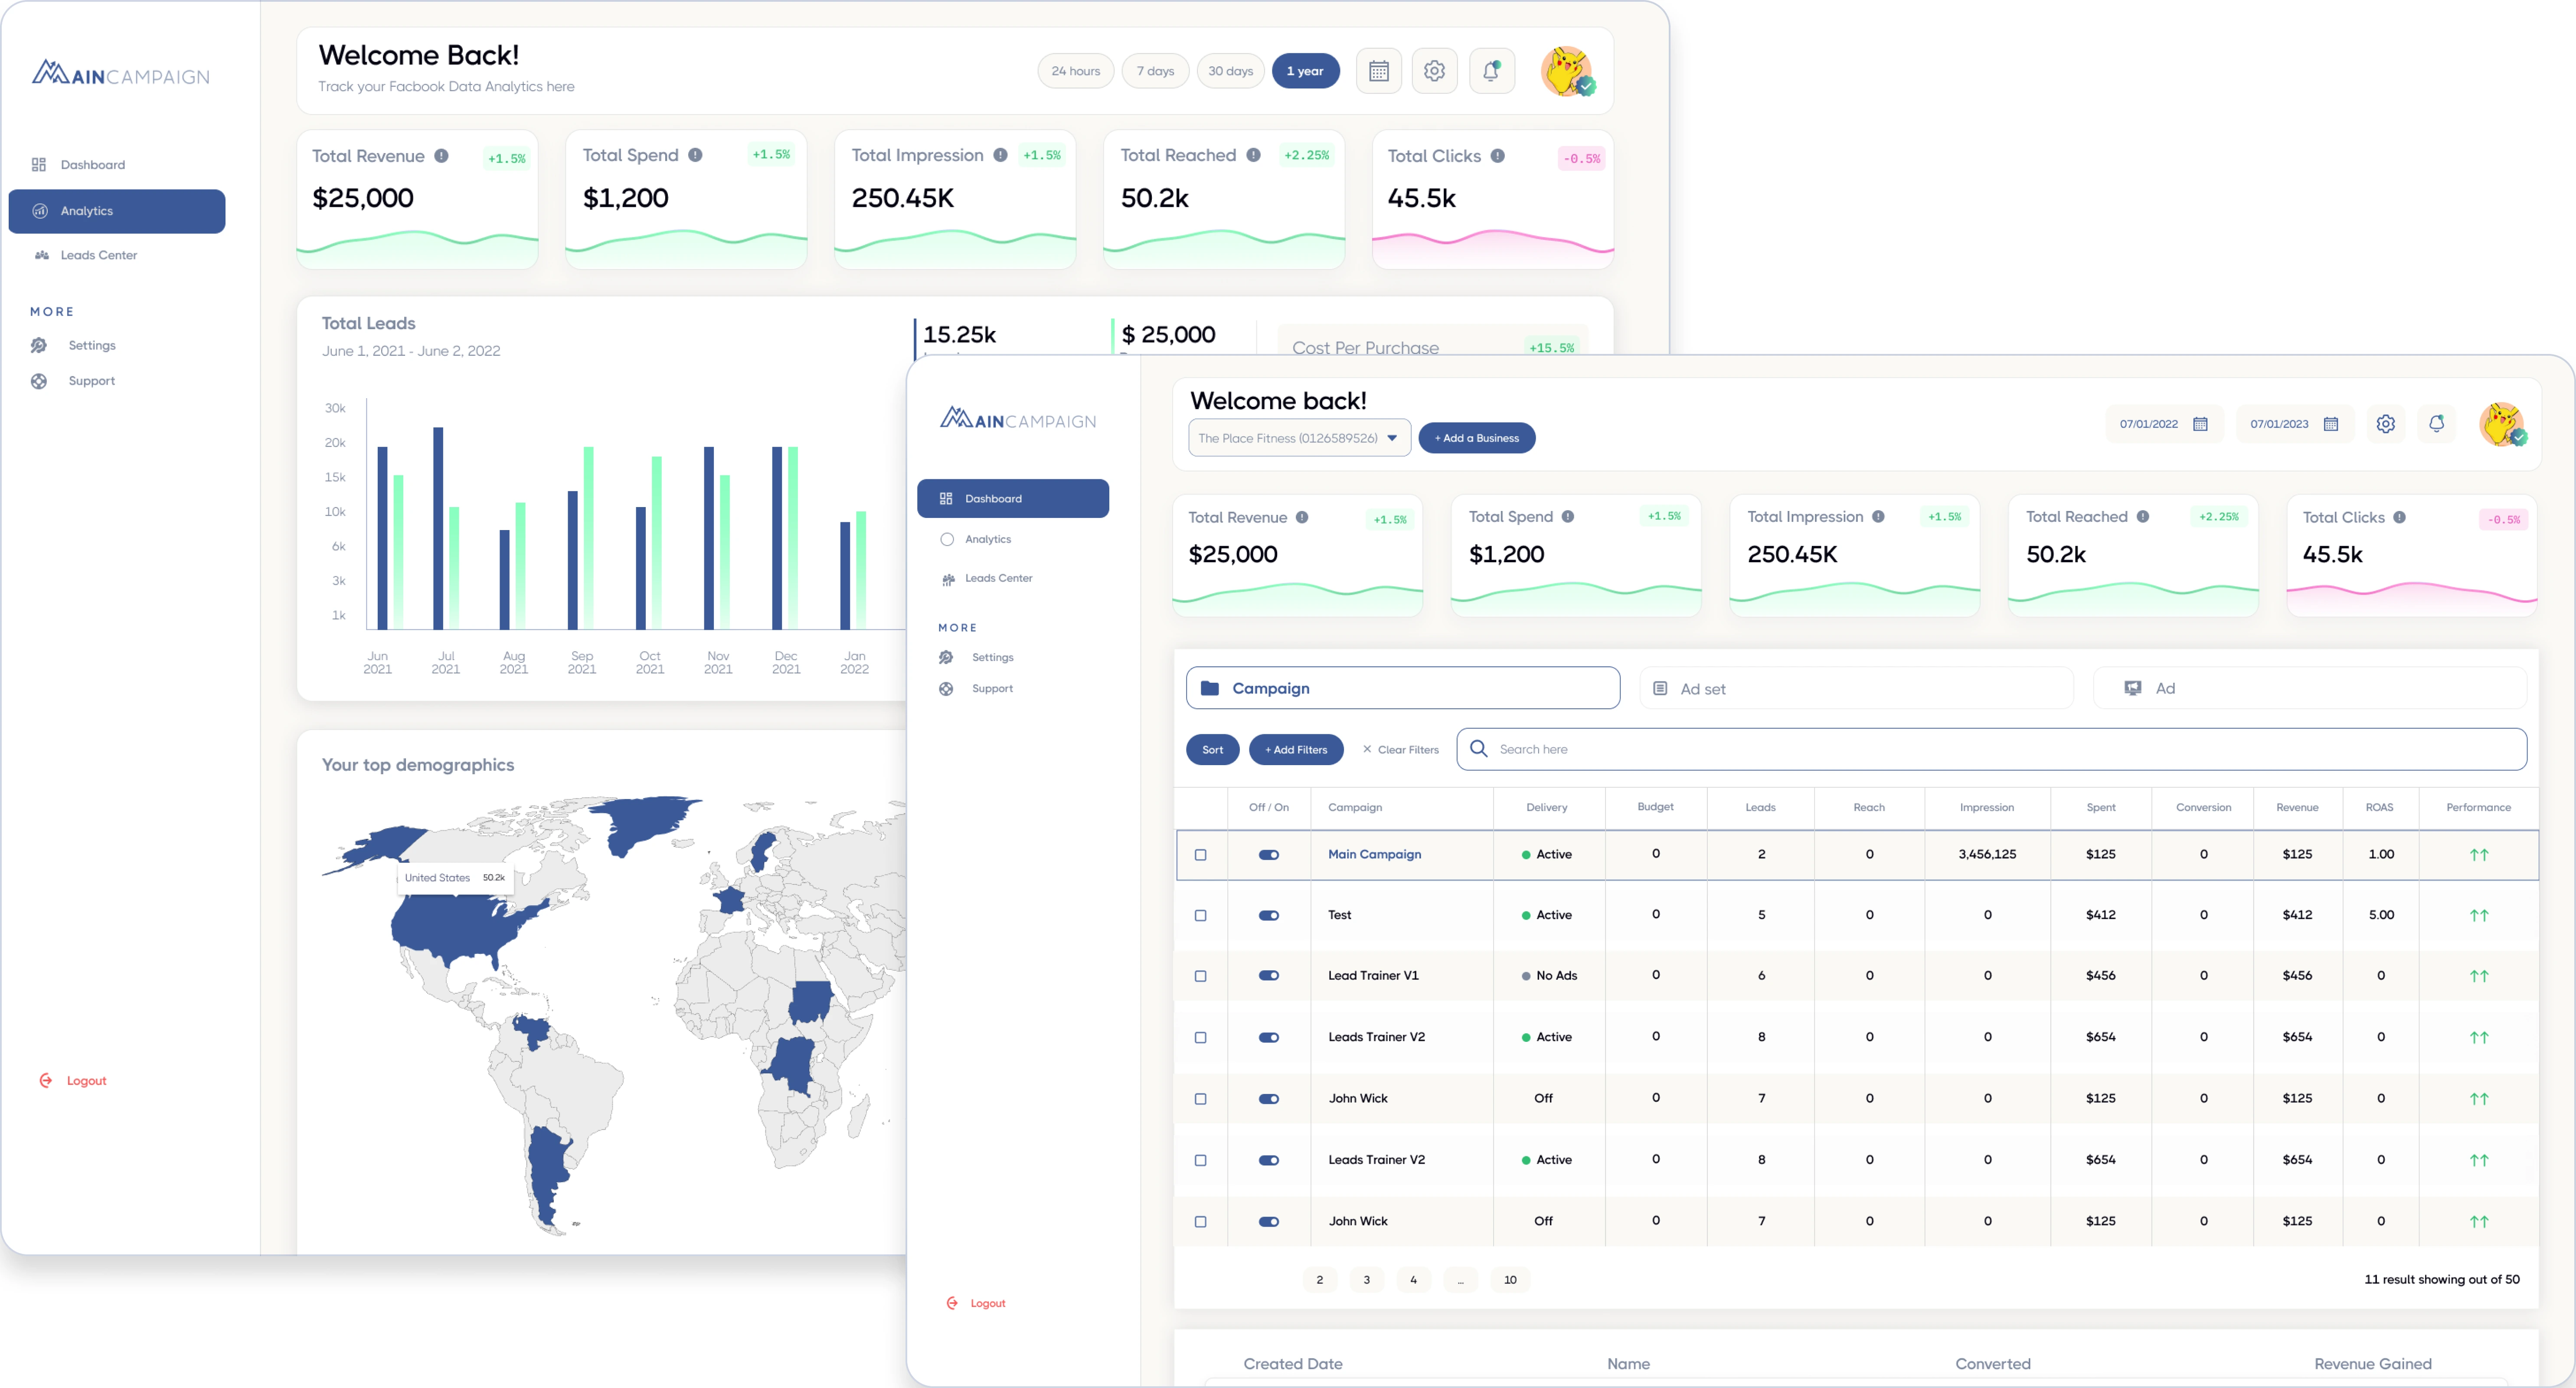 MAINCAMPAIGN
Dashboard
Analytics
Leads Center
MORE
Settings
Support
Logout
Welcome Back!
Track your Facbook Data Analytics here
24 hours 7 days 30 days 1 year
Total Revenue +1.5%
$25,000
Total Spend +1.5%
$1,200
Total Impression +1.5%
250.45K
Total Reached +2.25%
50.2k
Total Clicks -0.5%
45.5k
Total Leads
June 1, 2021 - June 2, 2022
15.25k
$ 25,000
Cost Per Purchase +15.5%
30k
20k
15k
10k
6k
3k
1k
Jun Jul Aug Sep Oct Nov Dec Jan
2021 2021 2021 2021 2021 2021 2021 2022
Your top demographics
United States 50.2k
MAINCAMPAIGN
Dashboard
Analytics
Leads Center
MORE
Settings
Support
Logout
Welcome back!
The Place Fitness (0126589526) + Add a Business
07/01/2022 07/01/2023
Total Revenue +1.5%
$25,000
Total Spend +1.5%
$1,200
Total Impression +1.5%
250.45K
Total Reached +2.25%
50.2k
Total Clicks -0.5%
45.5k
Campaign Ad set Ad
Sort + Add Filters × Clear Filters Search here
Off / On Campaign Delivery Budget Leads Reach Impression Spent Conversion Revenue ROAS Performance
Main Campaign Active 0 2 0 3,456,125 $125 0 $125 1.00 ↑↑
Test Active 0 5 0 0 $412 0 $412 5.00 ↑↑
Lead Trainer V1 No Ads 0 6 0 0 $456 0 $456 0 ↑↑
Leads Trainer V2 Active 0 8 0 0 $654 0 $654 0 ↑↑
John Wick Off 0 7 0 0 $125 0 $125 0 ↑↑
Leads Trainer V2 Active 0 8 0 0 $654 0 $654 0 ↑↑
John Wick Off 0 7 0 0 $125 0 $125 0 ↑↑
2 3 4 ... 10
11 result showing out of 50
Created Date Name Converted Revenue Gained